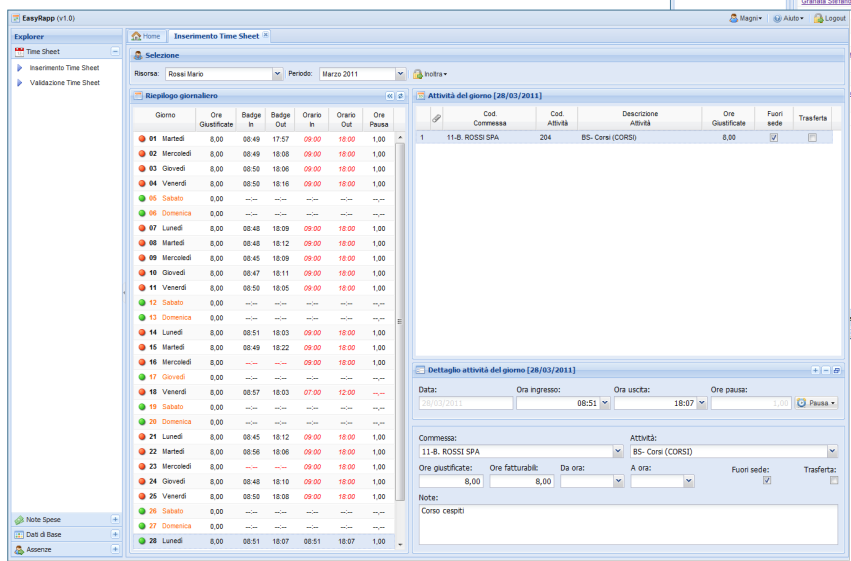 Granata Stefano
EasyRapp (v1.0) Magni Aiuto Logout
Explorer
Time Sheet
Inserimento Time Sheet
Validazione Time Sheet
Note Spese
Dati di Base
Assenze
Home Inserimento Time Sheet
Selezione
Risorsa: Rossi Mario Periodo: Marzo 2011 Inoltra
Riepilogo giornaliero
Giorno Ore Giustificate Badge In Badge Out Orario In Orario Out Ore Pausa
01 Martedì 8,00 08:49 17:57 09:00 18:00 1,00
02 Mercoledì 8,00 08:49 18:08 09:00 18:00 1,00
03 Giovedì 8,00 08:50 18:06 09:00 18:00 1,00
04 Venerdì 8,00 08:50 18:16 09:00 18:00 1,00
05 Sabato 0,00 --:-- --:-- --:-- --:-- --,--
06 Domenica 0,00 --:-- --:-- --:-- --:-- --,--
07 Lunedì 8,00 08:48 18:09 09:00 18:00 1,00
08 Martedì 8,00 08:48 18:12 09:00 18:00 1,00
09 Mercoledì 8,00 08:45 18:09 09:00 18:00 1,00
10 Giovedì 8,00 08:47 18:11 09:00 18:00 1,00
11 Venerdì 8,00 08:50 18:05 09:00 18:00 1,00
12 Sabato 0,00 --:-- --:-- --:-- --:-- --,--
13 Domenica 0,00 --:-- --:-- --:-- --:-- --,--
14 Lunedì 8,00 08:51 18:03 09:00 18:00 1,00
15 Martedì 8,00 08:49 18:22 09:00 18:00 1,00
16 Mercoledì 8,00 --:-- --:-- 09:00 18:00 1,00
17 Giovedì 0,00 --:-- --:-- --:-- --:-- --,--
18 Venerdì 8,00 08:57 18:03 07:00 12:00 --,--
19 Sabato 0,00 --:-- --:-- --:-- --:-- --,--
20 Domenica 0,00 --:-- --:-- --:-- --:-- --,--
21 Lunedì 8,00 08:45 18:12 09:00 18:00 1,00
22 Martedì 8,00 08:56 18:06 09:00 18:00 1,00
23 Mercoledì 8,00 --:-- --:-- 09:00 18:00 1,00
24 Giovedì 8,00 08:48 18:10 09:00 18:00 1,00
25 Venerdì 8,00 08:50 18:08 09:00 18:00 1,00
26 Sabato 0,00 --:-- --:-- --:-- --:-- --,--
27 Domenica 0,00 --:-- --:-- --:-- --:-- --,--
28 Lunedì 8,00 08:51 18:07 08:51 18:07 1,00
Attività del giorno [28/03/2011]
Cod. Commessa Cod. Attività Descrizione Attività Ore Giustificate Fuori sede Trasferta
1 11-B. ROSSI SPA 204 BS- Corsi (CORSI) 8,00
Dettaglio attività del giorno [28/03/2011]
Data: Ora ingresso: Ora uscita: Ore pausa:
28/03/2011 08:51 18:07 1,00 Pausa
Commessa: Attività:
11-B. ROSSI SPA BS- Corsi (CORSI)
Ore giustificate: Ore fatturabili: Da ora: A ora: Fuori sede: Trasferta:
8,00 8,00
Note:
Corso cespiti